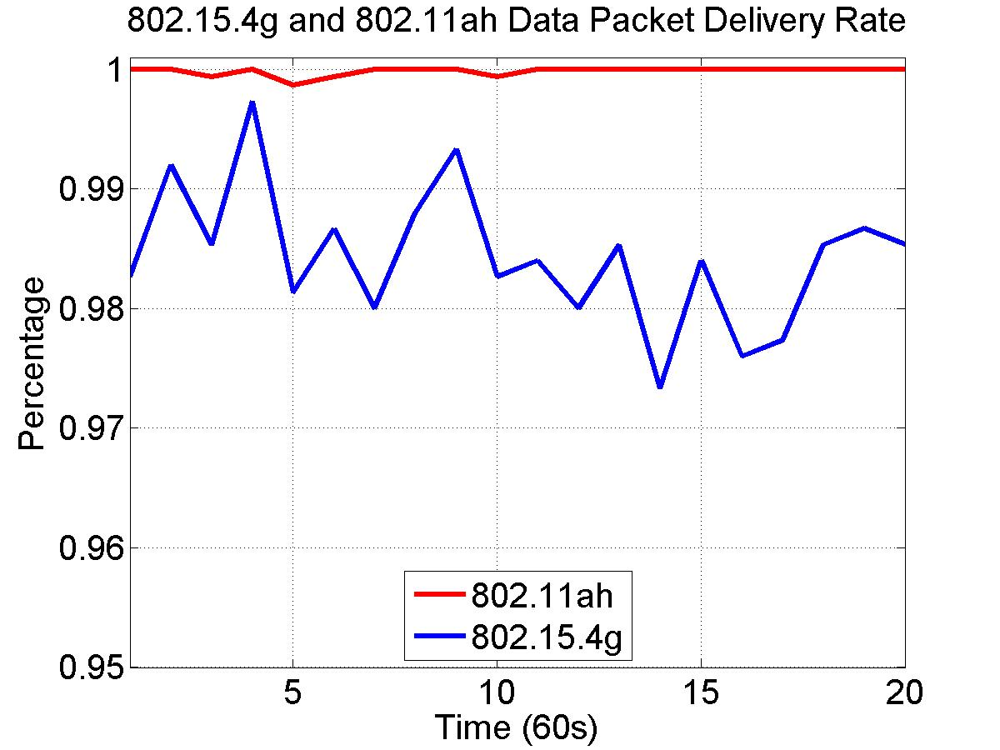 802.15.4g and 802.11ah Data Packet Delivery Rate
1
0.99
0.98
0.97
0.96
0.95
Percentage
802.11ah
802.15.4g
5 10 15 20
Time (60s)